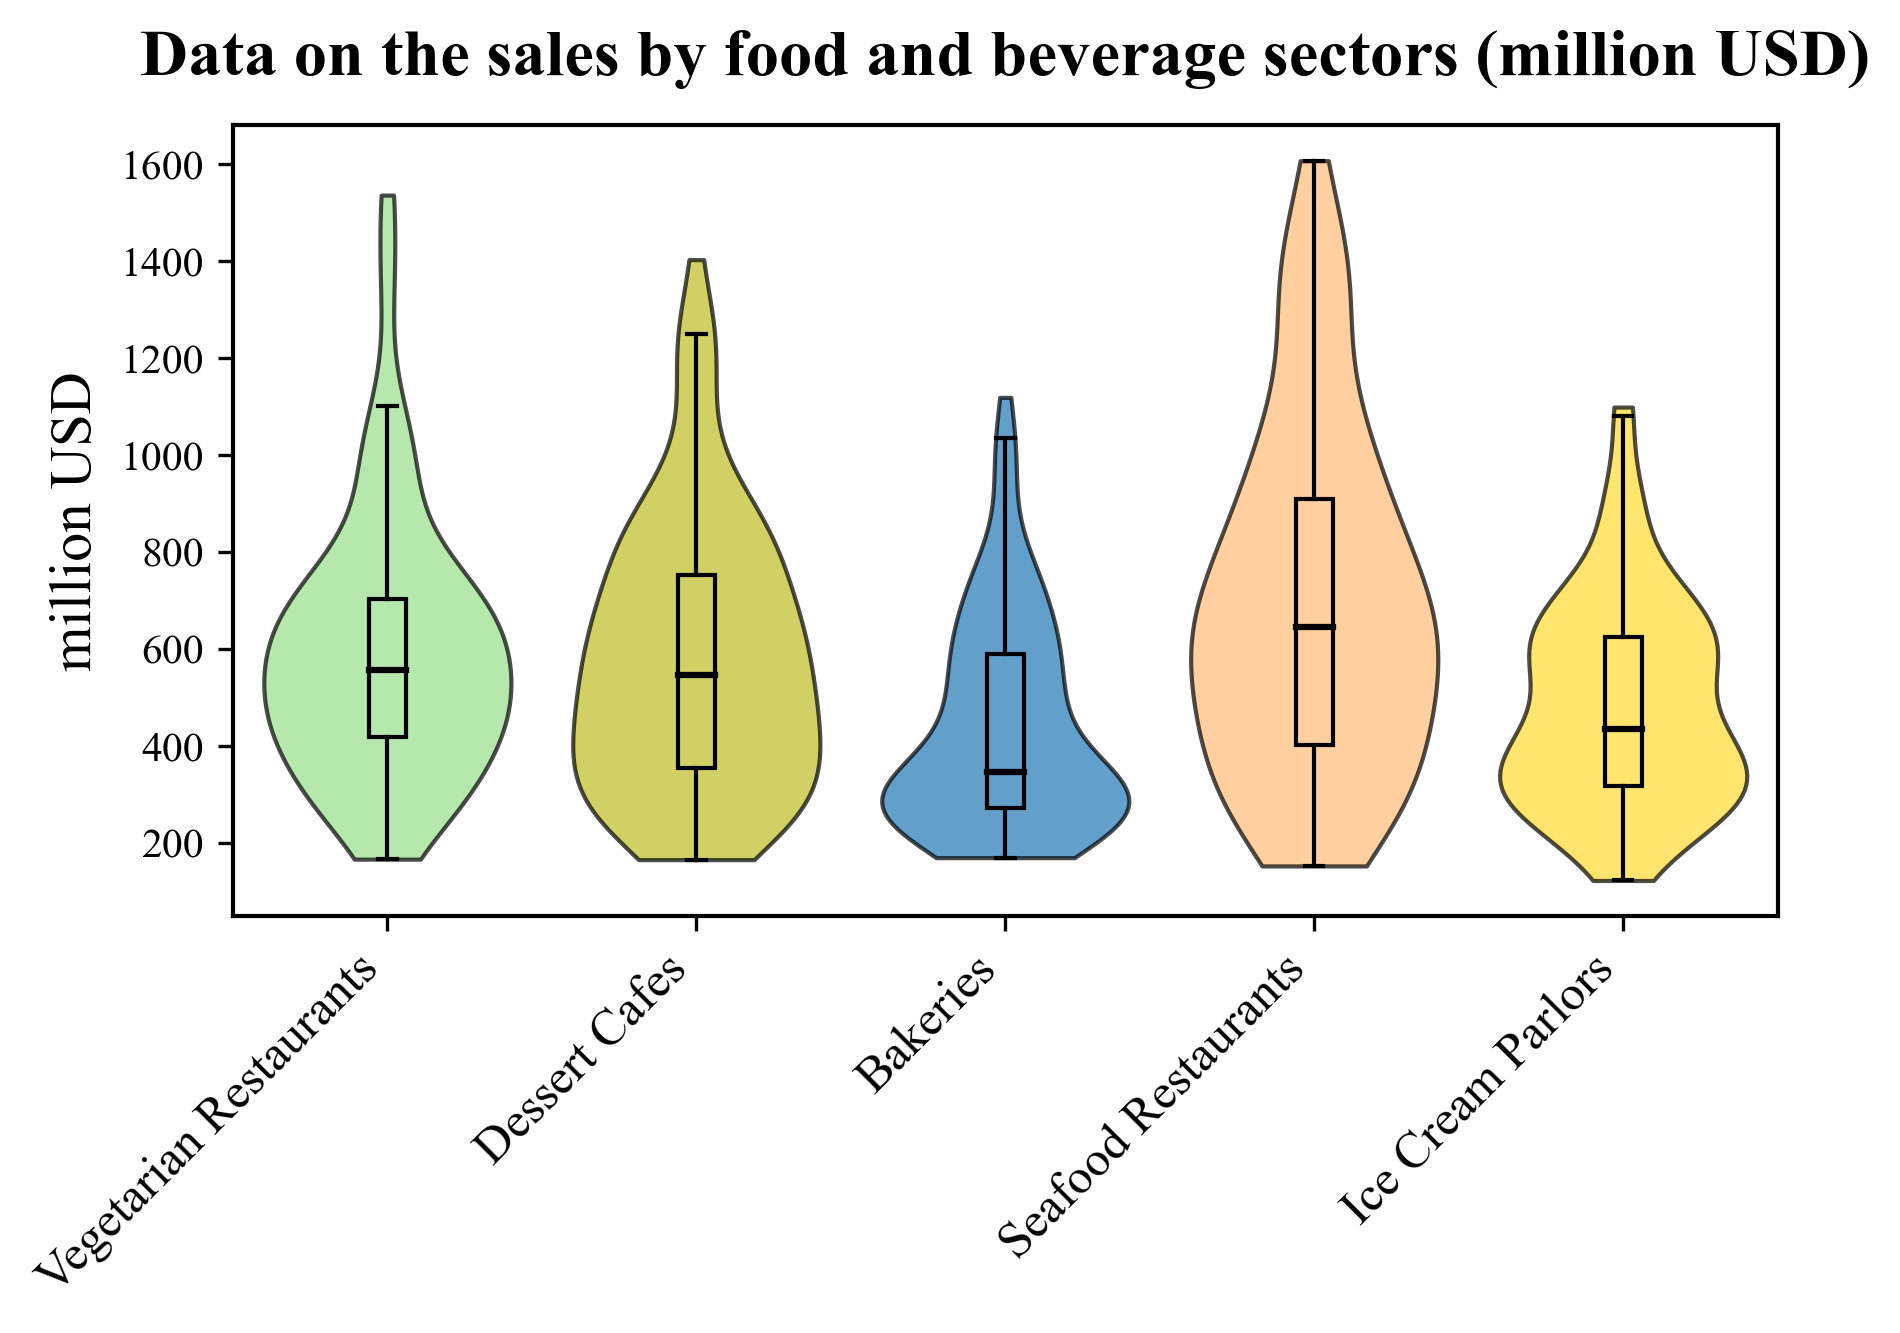 Data on the sales by food and beverage sectors (million USD)
million USD
1600
1400
1200
1000
800
600
400
200
Vegetarian Restaurants
Dessert Cafes
Bakeries
Seafood Restaurants
Ice Cream Parlors